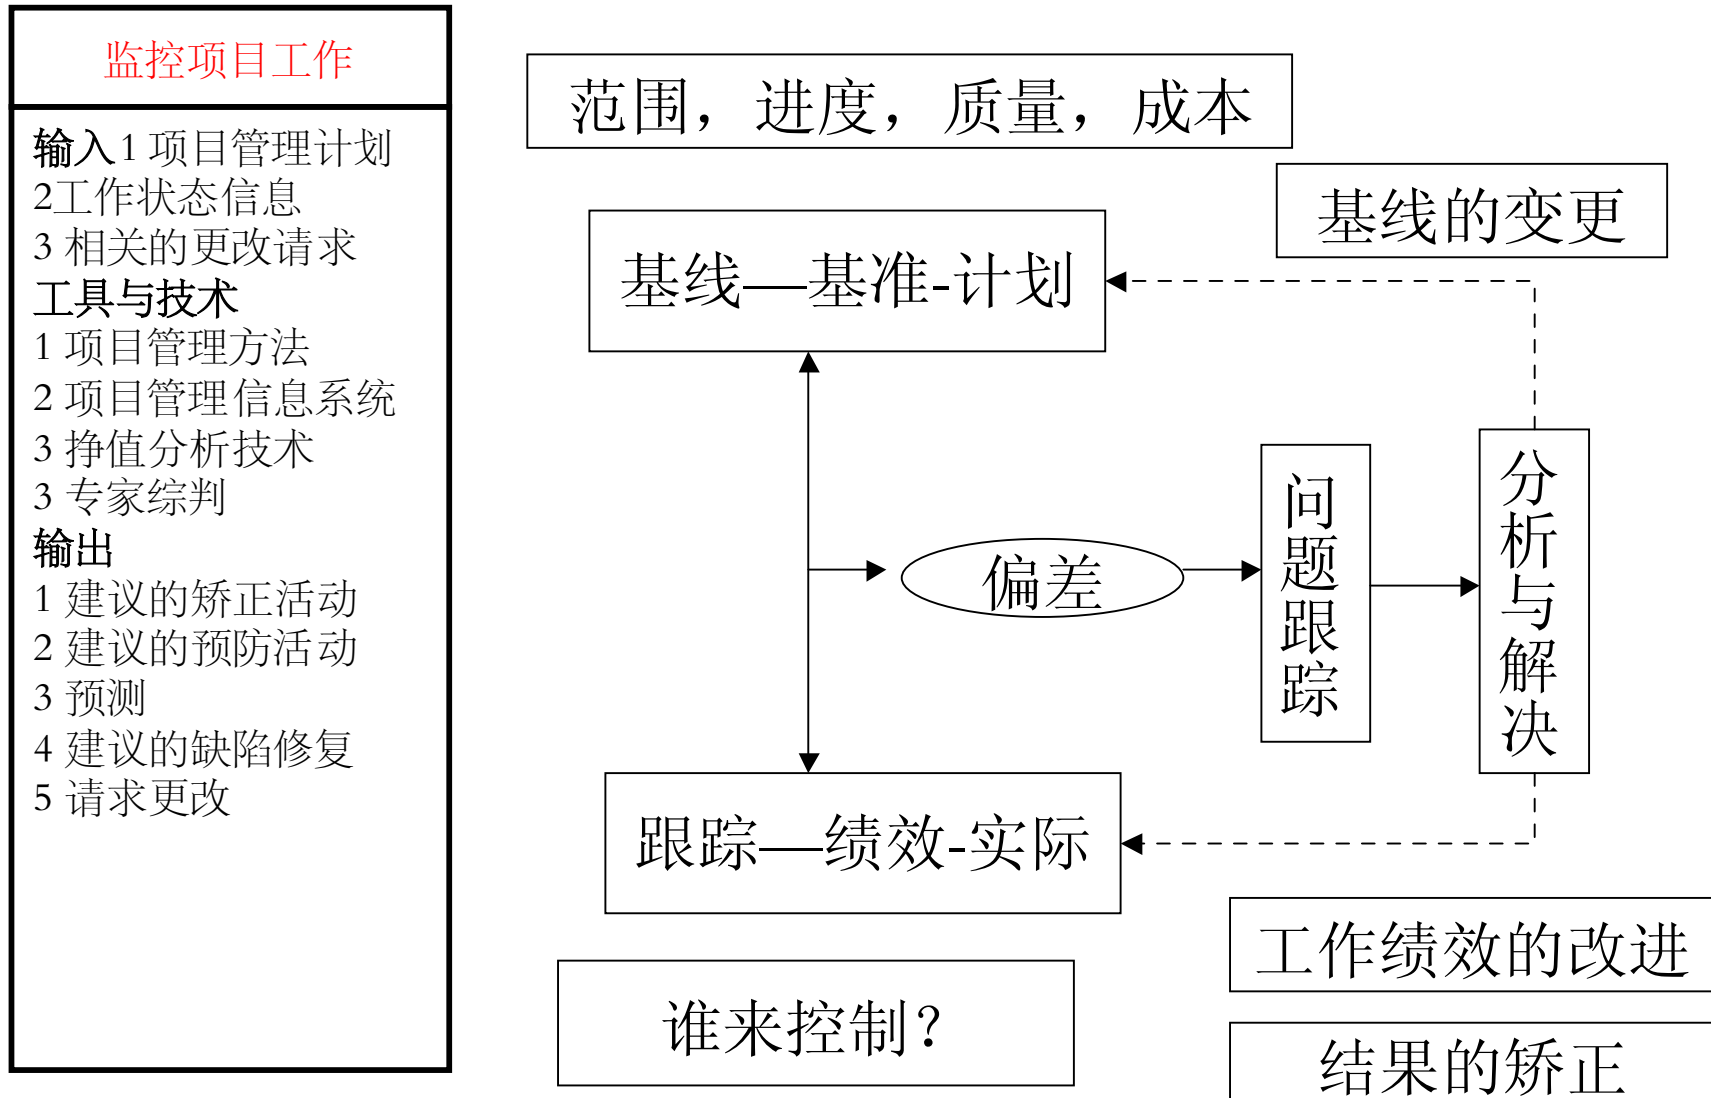 监控项目工作
输入1 项目管理计划
2工作状态信息
3 相关的更改请求
工具与技术
1 项目管理方法
2 项目管理信息系统
3 挣值分析技术
3 专家综判
输出
1 建议的矫正活动
2 建议的预防活动
3 预测
4 建议的缺陷修复
5 请求更改
范围，进度，质量，成本
基线的变更
基线—基准-计划
偏差
问题跟踪
分析与解决
跟踪—绩效-实际
工作绩效的改进
谁来控制？
结果的矫正